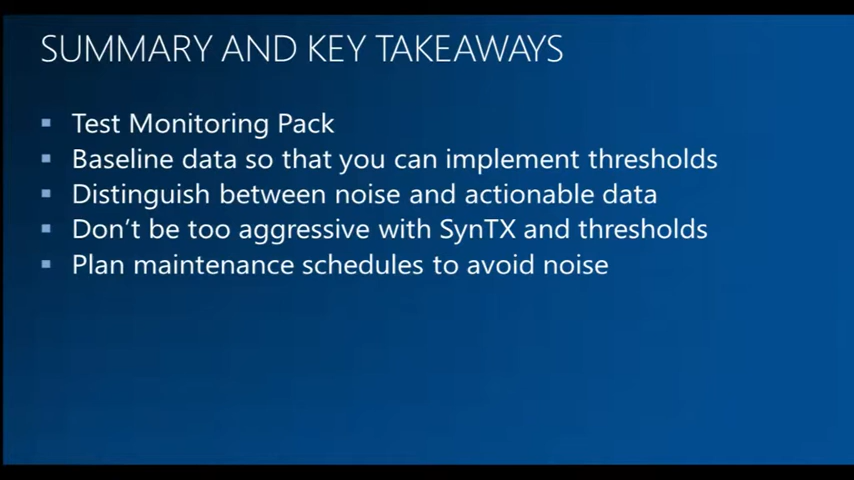 SUMMARY AND KEY TAKEAWAYS
Test Monitoring Pack
Baseline data so that you can implement thresholds
Distinguish between noise and actionable data
Don't be too aggressive with SynTX and thresholds
Plan maintenance schedules to avoid noise